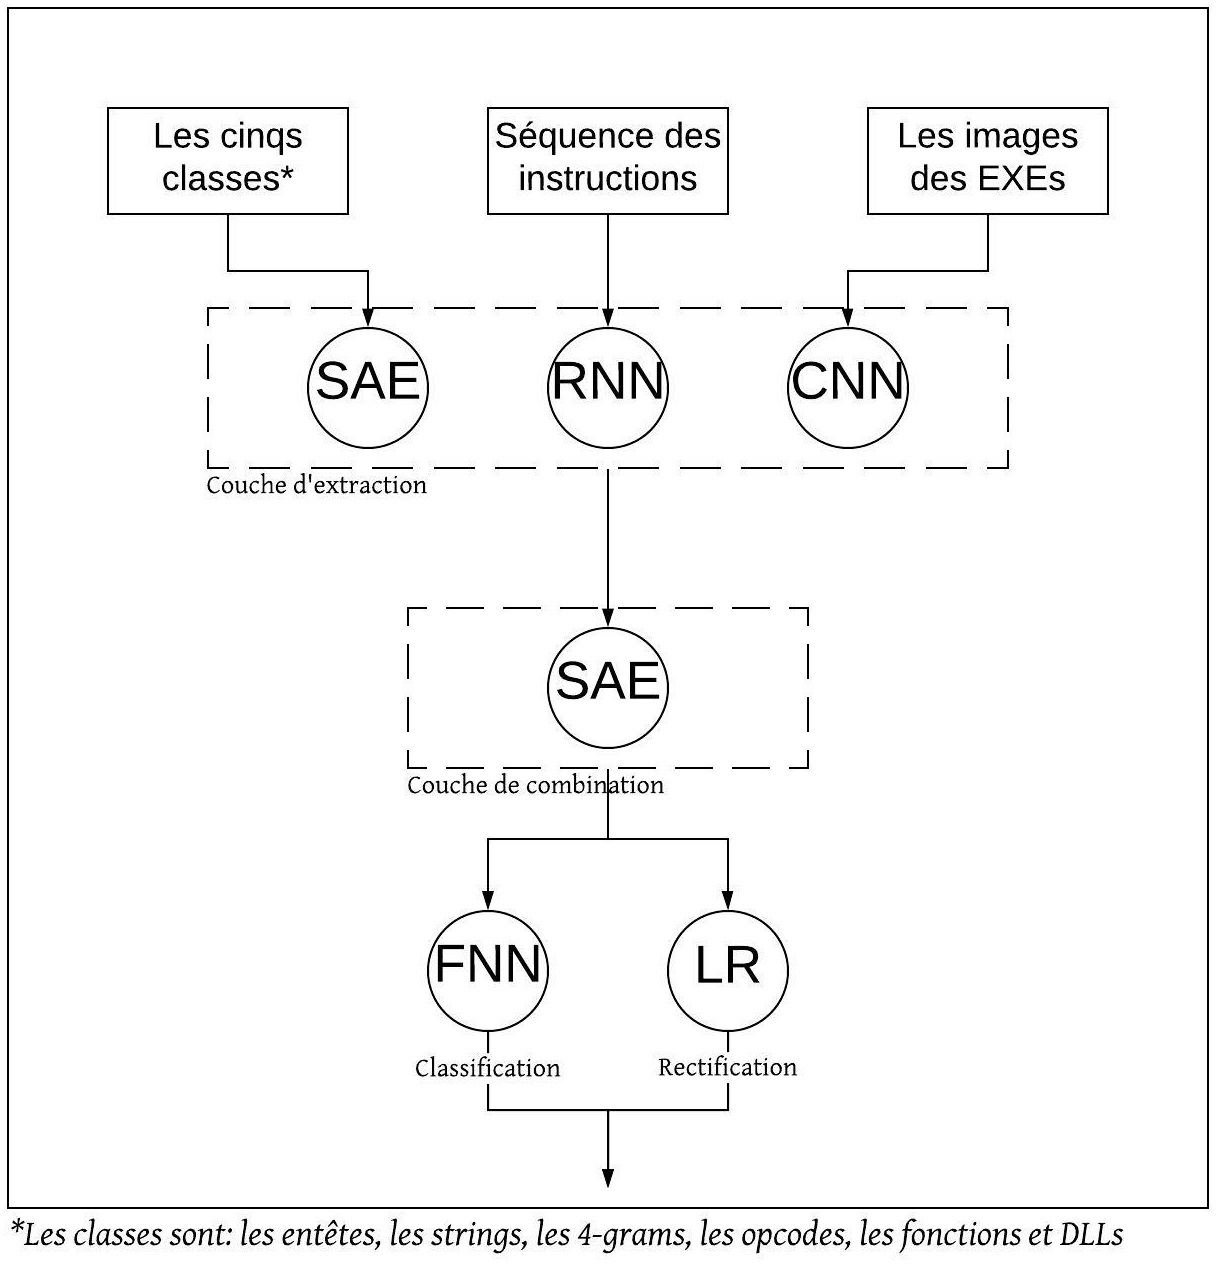 Les cinqs
classes*
Séquence des
instructions
Les images
des EXEs
SAE
RNN
CNN
Couche d'extraction
SAE
Couche de combination
FNN
LR
Classification
Rectification
*Les classes sont: les entêtes, les strings, les 4-grams, les opcodes, les fonctions et DLLs